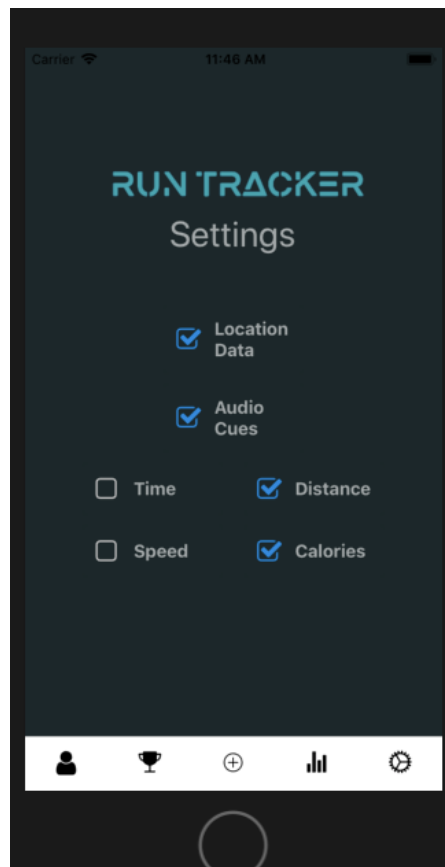 Carrier
11:46 AM
RUN TRACKER
Settings
Location
Data
Audio
Cues
Time
Distance
Speed
Calories